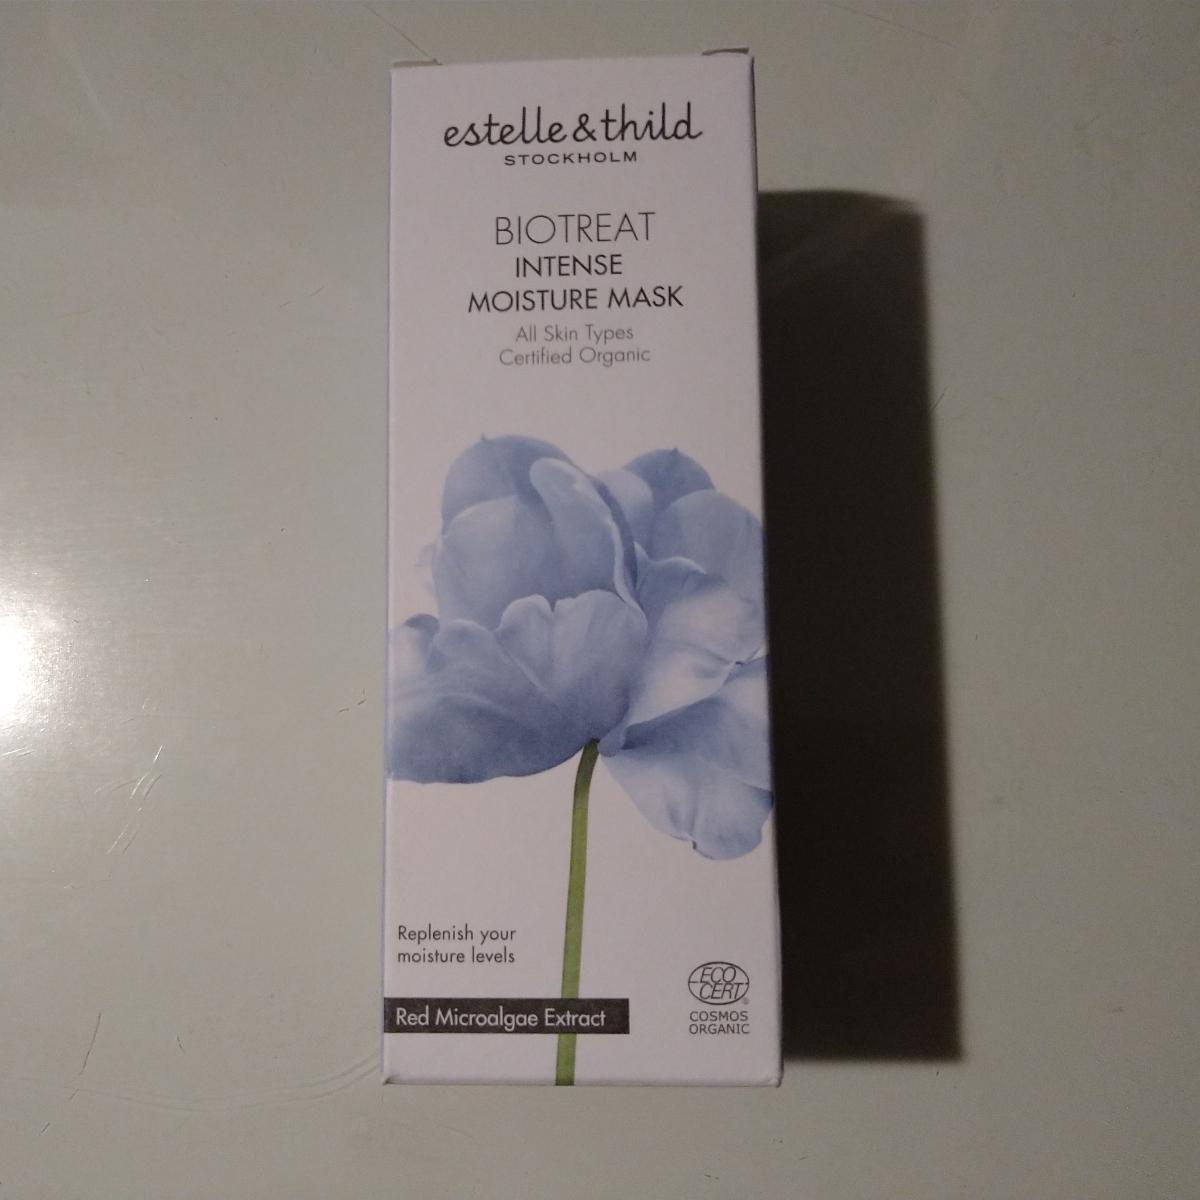 estelle & thild
STOCKHOLM
BIOTREAT
INTENSE
MOISTURE MASK
All Skin Types
Certified Organic
Replenish your
moisture levels
Red Microalgae Extract
ECO
CERT
®
COSMOS
ORGANIC